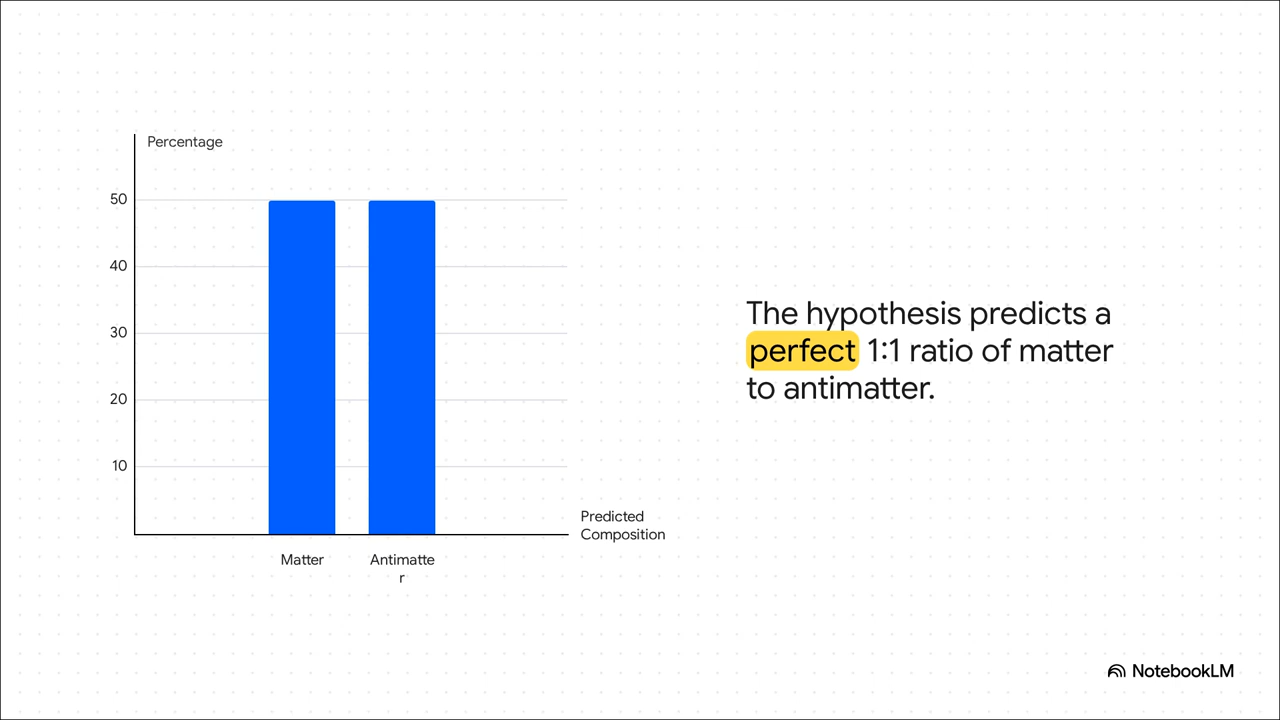 Percentage
50
40
30
20
10
Matter
Antimatte
r
Predicted
Composition
The hypothesis predicts a
perfect 1:1 ratio of matter
to antimatter.
NotebookLM